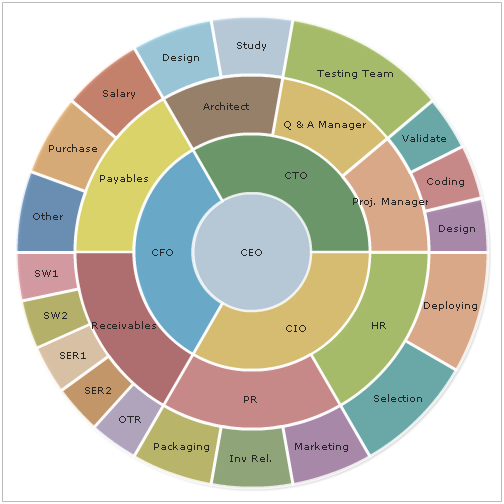 Study
Design
Testing Team
Salary
Architect
Q & A Manager
Validate
Purchase
Payables
CTO
Coding
Proj. Manager
Other
Design
CFO
CEO
SW1
Deploying
SW2
Receivables
CIO
HR
SER1
SER2
PR
Selection
OTR
Packaging
Inv Rel.
Marketing